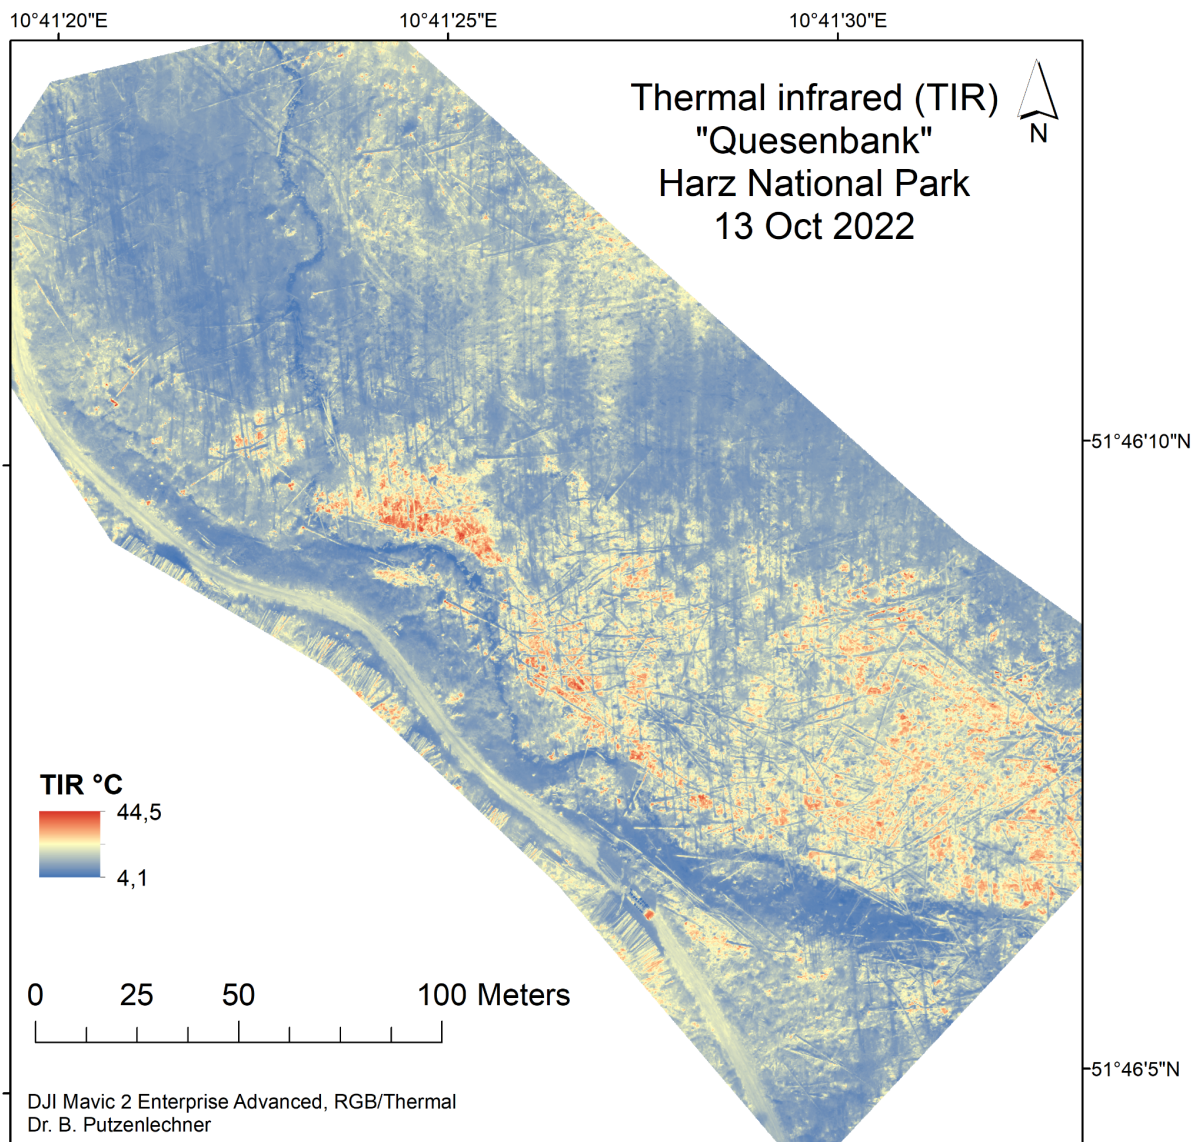 10°41'20"E 10°41'25"E 10°41'30"E
Thermal infrared (TIR)
"Quesenbank"
Harz National Park
13 Oct 2022
N
51°46'10"N
TIR °C
44,5
4,1
0 25 50 100 Meters
51°46'5"N
DJI Mavic 2 Enterprise Advanced, RGB/Thermal
Dr. B. Putzenlechner